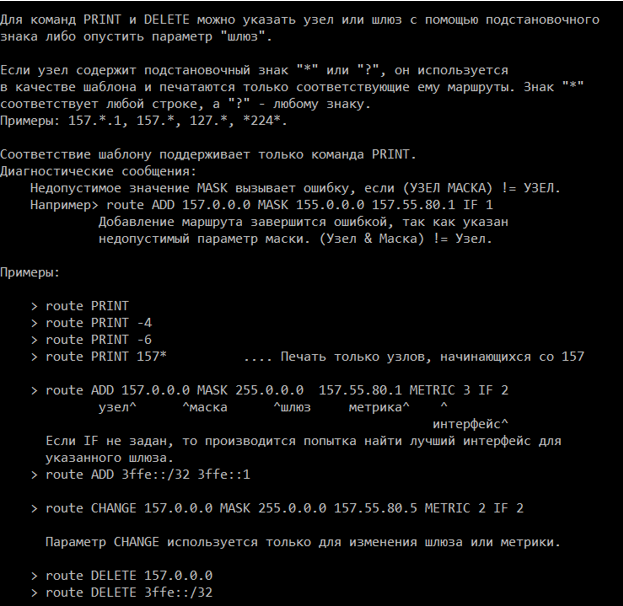 Для команд PRINT и DELETE можно указать узел или шлюз с помощью подстановочного
знака либо опустить параметр "шлюз".

Если узел содержит подстановочный знак "*" или "?", он используется
в качестве шаблона и печатаются только соответствующие ему маршруты. Знак "*"
соответствует любой строке, а "?" - любому знаку.
Примеры: 157.*.1, 157.*, 127.*, *224*.

Соответствие шаблону поддерживает только команда PRINT.
Диагностические сообщения:
    Недопустимое значение MASK вызывает ошибку, если (УЗЕЛ МАСКА) != УЗЕЛ.
    Например> route ADD 157.0.0.0 MASK 155.0.0.0 157.55.80.1 IF 1
             Добавление маршрута завершится ошибкой, так как указан
             недопустимый параметр маски. (Узел & Маска) != Узел.

Примеры:

    > route PRINT
    > route PRINT -4
    > route PRINT -6
    > route PRINT 157*          .... Печать только узлов, начинающихся со 157

    > route ADD 157.0.0.0 MASK 255.0.0.0  157.55.80.1 METRIC 3 IF 2
             узел^      ^маска      ^шлюз     метрика^    ^
                                                         интерфейс^
      Если IF не задан, то производится попытка найти лучший интерфейс для
      указанного шлюза.
    > route ADD 3ffe::/32 3ffe::1

    > route CHANGE 157.0.0.0 MASK 255.0.0.0 157.55.80.5 METRIC 2 IF 2

      Параметр CHANGE используется только для изменения шлюза или метрики.

    > route DELETE 157.0.0.0
    > route DELETE 3ffe::/32